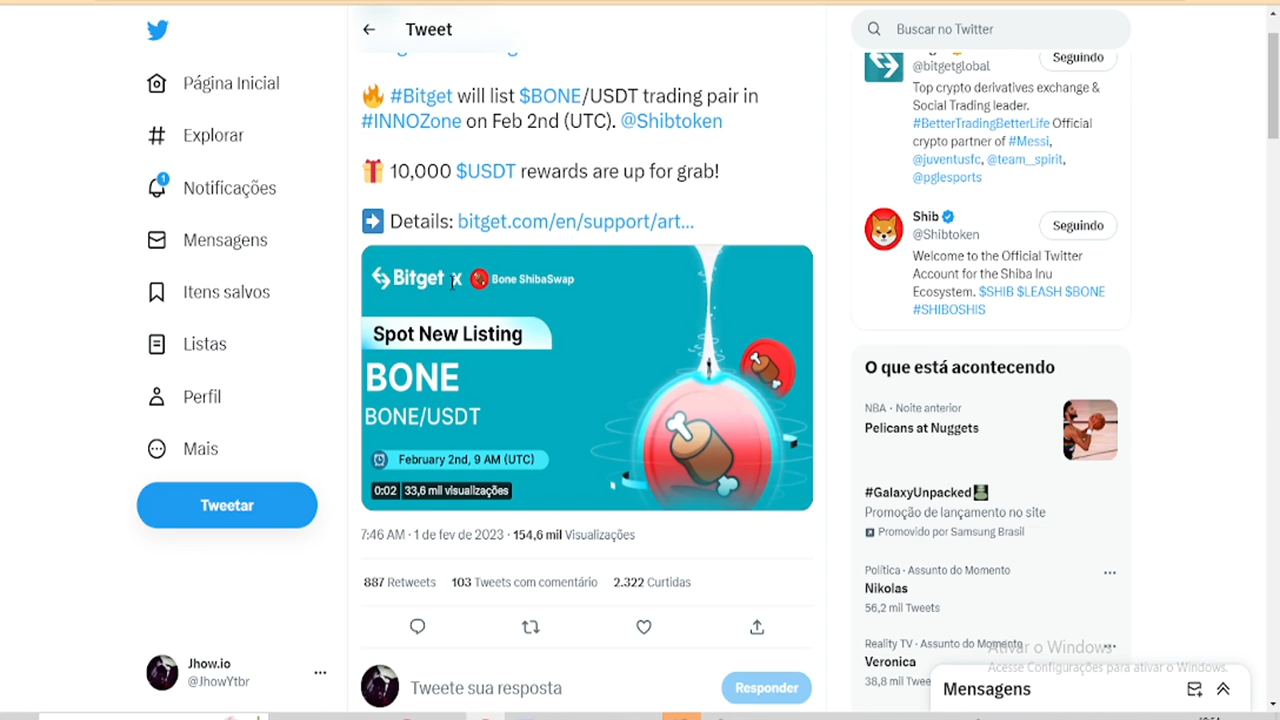 Página Inicial
Explorar
1
Notificações
Mensagens
Itens salvos
Listas
Perfil
Mais
Tweetar
Jhow.io
@JhowYtbr
Tweet
🔥 #Bitget will list $BONE/USDT trading pair in
#INNOZone on Feb 2nd (UTC). @Shibtoken
🎁 10,000 $USDT rewards are up for grab!
➡️ Details: bitget.com/en/support/art...
Bitget x Bone ShibaSwap
Spot New Listing
BONE
BONE/USDT
February 2nd, 9 AM (UTC)
0:02 33,6 mil visualizações
7:46 AM · 1 de fev de 2023 · 154,6 mil Visualizações
887 Retweets 103 Tweets com comentário 2.322 Curtidas
Tweete sua resposta
Responder
Buscar no Twitter
@bitgetglobal
Seguindo
Top crypto derivatives exchange &
Social Trading leader.
#BetterTradingBetterLife Official
crypto partner of #Messi,
@juventusfc, @team_spirit,
@pglesports
Shib
@Shibtoken
Seguindo
Welcome to the Official Twitter
Account for the Shiba Inu
Ecosystem. $SHIB $LEASH $BONE
#SHIBOSHIS
O que está acontecendo
NBA · Noite anterior
Pelicans at Nuggets
#GalaxyUnpacked
Promoção de lançamento no site
Promovido por Samsung Brasil
Política · Assunto do Momento
Nikolas
56,2 mil Tweets
Reality TV · Assunto do Momento
Veronica
38,8 mil Twee
Ativar o Windows
Acesse Configurações para ativar o Windows.
Mensagens